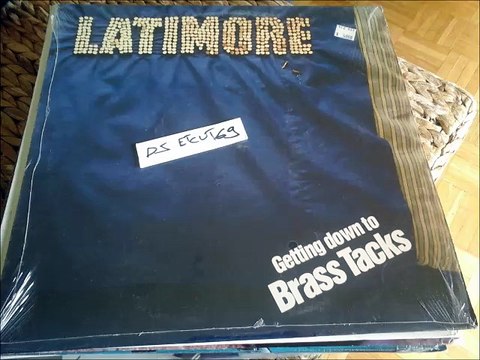 LATIMORE
DJ ETCUT69
Getting down to
Brass Tacks